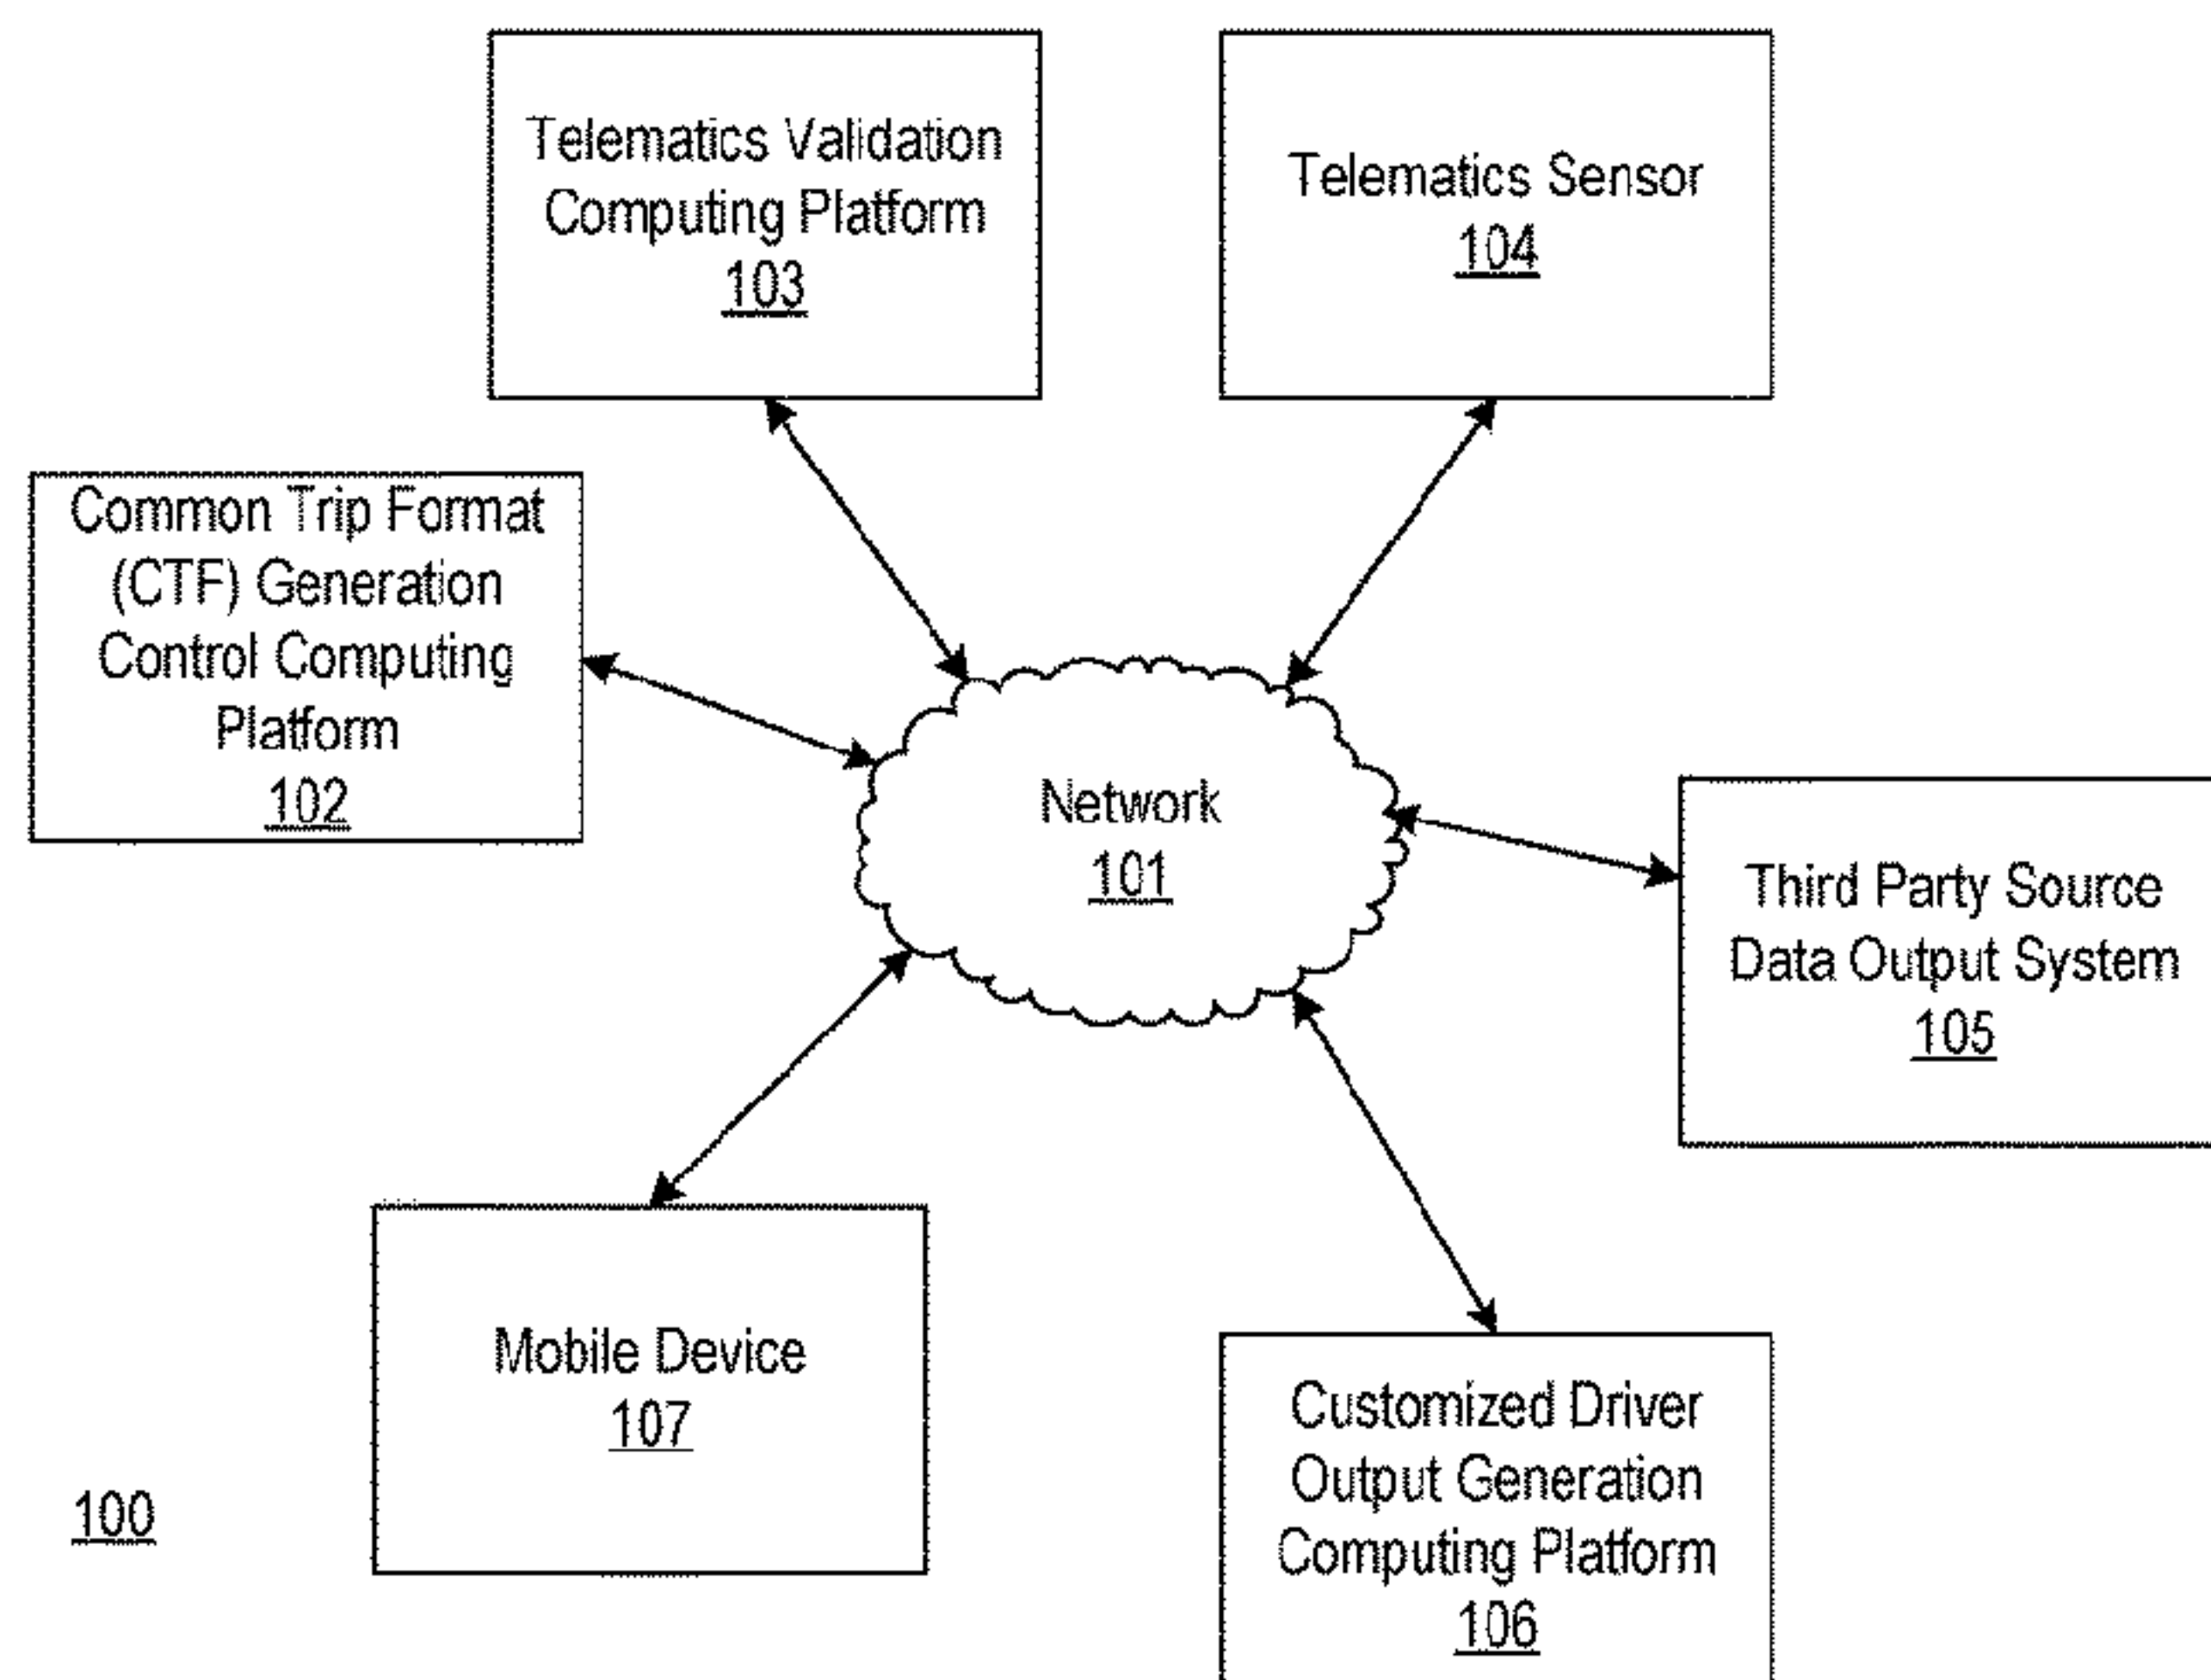 Telematics Validation
Computing Platform
103
Telematics Sensor
104
Common Trip Format
(CTF) Generation
Control Computing
Platform
102
Network
101
Third Party Source
Data Output System
105
Mobile Device
107
Customized Driver
Output Generation
Computing Platform
106
100